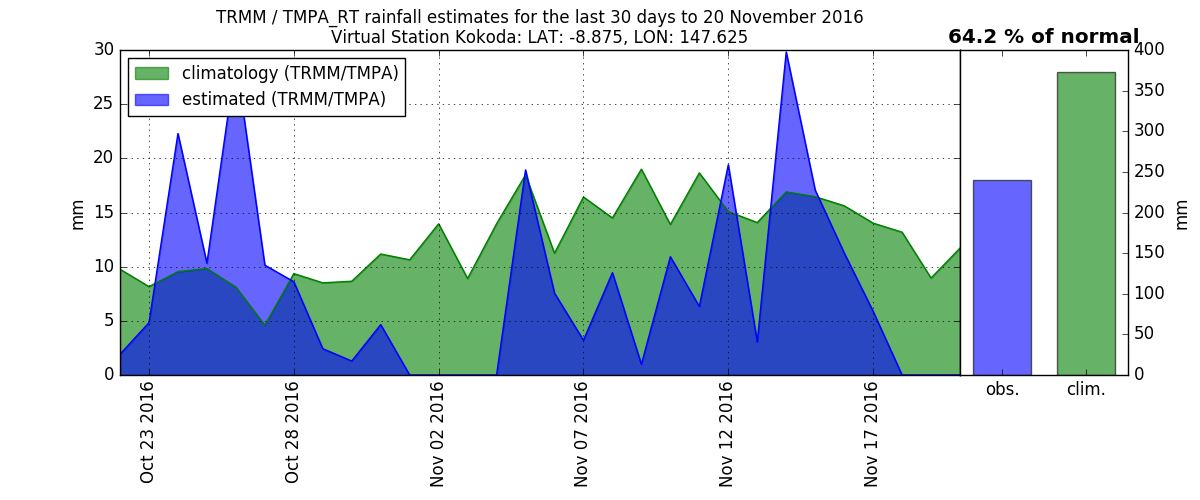 TRMM / TMPA_RT rainfall estimates for the last 30 days to 20 November 2016
Virtual Station Kokoda: LAT: -8.875, LON: 147.625
64.2 % of normal
climatology (TRMM/TMPA)
estimated (TRMM/TMPA)
30
25
20
15
10
5
0
mm
Oct 23 2016
Oct 28 2016
Nov 02 2016
Nov 07 2016
Nov 12 2016
Nov 17 2016
400
350
300
250
200
150
100
50
0
mm
obs.
clim.